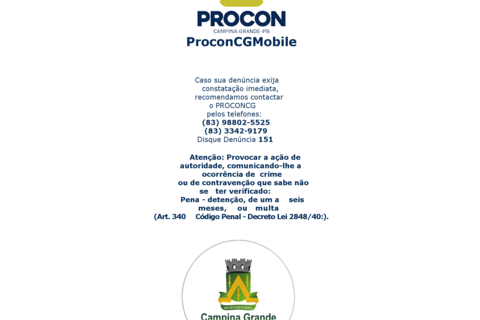 PROCON
CAMPINA GRANDE-PB
ProconCGMobile
Caso sua denúncia exija
constatação imediata,
recomendamos contactar
o PROCONCG
pelos telefones:
(83) 98802-5525
(83) 3342-9179
Disque Denúncia 151
Atenção: Provocar a ação de
autoridade, comunicando-lhe a
ocorrência de crime
ou de contravenção que sabe não
se ter verificado:
Pena - detenção, de um a seis
meses, ou multa
(Art. 340 Código Penal - Decreto Lei 2848/40:).
Campina Grande